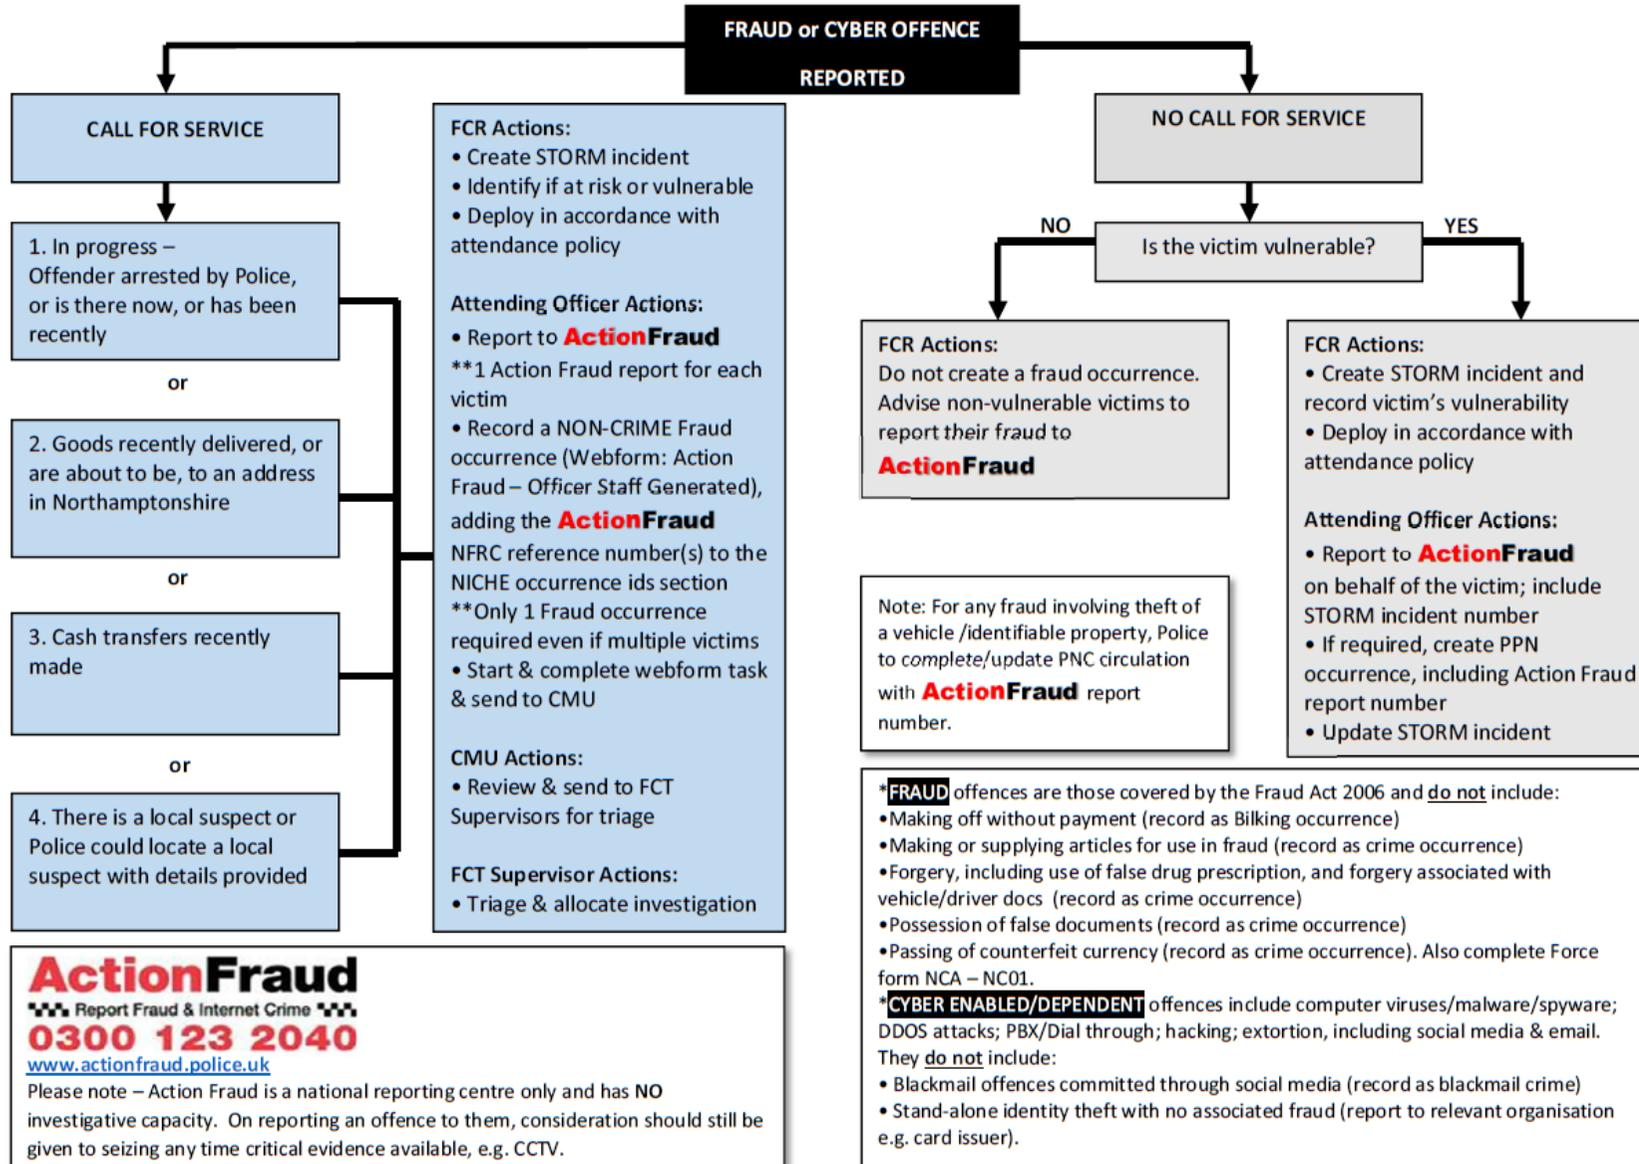 FRAUD or CYBER OFFENCE
REPORTED
CALL FOR SERVICE
1. In progress –
Offender arrested by Police,
or is there now, or has been
recently
or
2. Goods recently delivered, or
are about to be, to an address
in Northamptonshire
or
3. Cash transfers recently
made
or
4. There is a local suspect or
Police could locate a local
suspect with details provided
FCR Actions:
• Create STORM incident
• Identify if at risk or vulnerable
• Deploy in accordance with
attendance policy
Attending Officer Actions:
• Report to ActionFraud
**1 Action Fraud report for each
victim
• Record a NON-CRIME Fraud
occurrence (Webform: Action
Fraud – Officer Staff Generated),
adding the ActionFraud
NFRC reference number(s) to the
NICHE occurrence ids section
**Only 1 Fraud occurrence
required even if multiple victims
• Start & complete webform task
& send to CMU
CMU Actions:
• Review & send to FCT
Supervisors for triage
FCT Supervisor Actions:
• Triage & allocate investigation
NO CALL FOR SERVICE
Is the victim vulnerable?
NO
YES
FCR Actions:
Do not create a fraud occurrence.
Advise non-vulnerable victims to
report their fraud to
ActionFraud
FCR Actions:
• Create STORM incident and
record victim's vulnerability
• Deploy in accordance with
attendance policy
Attending Officer Actions:
• Report to ActionFraud
on behalf of the victim; include
STORM incident number
• If required, create PPN
occurrence, including Action Fraud
report number
• Update STORM incident
Note: For any fraud involving theft of
a vehicle /identifiable property, Police
to complete/update PNC circulation
with ActionFraud report
number.
ActionFraud
Report Fraud & Internet Crime
0300 123 2040
www.actionfraud.police.uk
Please note – Action Fraud is a national reporting centre only and has NO
investigative capacity. On reporting an offence to them, consideration should still be
given to seizing any time critical evidence available, e.g. CCTV.
*FRAUD offences are those covered by the Fraud Act 2006 and do not include:
•Making off without payment (record as Bilking occurrence)
•Making or supplying articles for use in fraud (record as crime occurrence)
•Forgery, including use of false drug prescription, and forgery associated with
vehicle/driver docs (record as crime occurrence)
•Possession of false documents (record as crime occurrence)
•Passing of counterfeit currency (record as crime occurrence). Also complete Force
form NCA – NC01.
*CYBER ENABLED/DEPENDENT offences include computer viruses/malware/spyware;
DDOS attacks; PBX/Dial through; hacking; extortion, including social media & email.
They do not include:
• Blackmail offences committed through social media (record as blackmail crime)
• Stand-alone identity theft with no associated fraud (report to relevant organisation
e.g. card issuer).